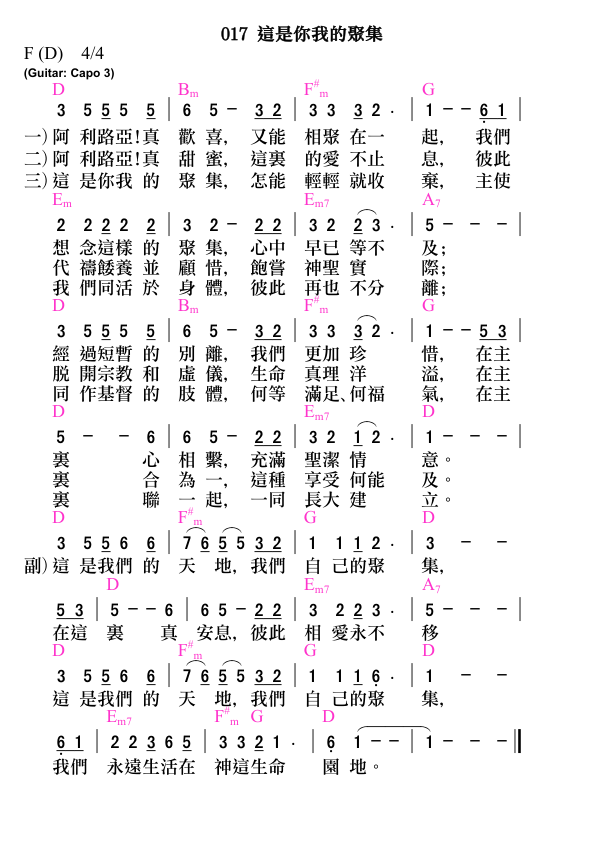 017 這是你我的聚集
F (D) 4/4
(Guitar: Capo 3)
D Bm F#m G
3 5 5 5 5 | 6 5 – 3 2 | 3 3 3 2 . | 1 – – 6 1
一) 阿 利路亞!真 歡 喜, 又能 相聚 在一 起, 我們
二) 阿 利路亞!真 甜 蜜, 這裏 的愛 不止 息, 彼此
三) 這 是你我 的 聚 集, 怎能 輕輕 就收 棄, 主使
Em Em7 A7
2 2 2 2 2 | 3 2 – 2 2 | 3 2 2 3 . | 5 – – –
想 念這樣 的 聚 集, 心中 早已 等不 及;
代 禱餧養 並 顧 惜, 飽嘗 神聖 實 際;
我 們同活 於 身 體, 彼此 再也 不分 離;
D Bm F#m G
3 5 5 5 5 | 6 5 – 3 2 | 3 3 3 2 . | 1 – – 5 3
經 過短暫 的 別 離, 我們 更加 珍 惜, 在主
脫 開宗教 和 虛 儀, 生命 真理 洋 溢, 在主
同 作基督 的 肢 體, 何等 滿足、何福 氣, 在主
D Em7 D
5 – – 6 | 6 5 – 2 2 | 3 2 1 2 . | 1 – – –
裏 心 相 繫, 充滿 聖潔 情 意。
裏 合 為 一, 這種 享受 何能 及。
裏 聯 一 起, 一同 長大 建 立。
D F#m G D
3 5 5 6 6 | 7 6 5 5 3 2 | 1 1 1 2 . | 3 – –
副) 這 是我們 的 天 地, 我們 自 己的聚 集,
D Em7 A7
5 3 | 5 – – 6 | 6 5 – 2 2 | 3 2 2 3 . | 5 – –
在這 裏 真 安息, 彼此 相 愛永不 移
D F#m G D
3 5 5 6 6 | 7 6 5 5 3 2 | 1 1 1 6 . | 1 – –
這 是我們 的 天 地, 我們 自 己的聚 集,
Em7 F#m G D
6 1 | 2 2 3 6 5 | 3 3 2 1 . | 6 1 – – | 1 – – –
我們 永遠生活在 神這生命 園 地。